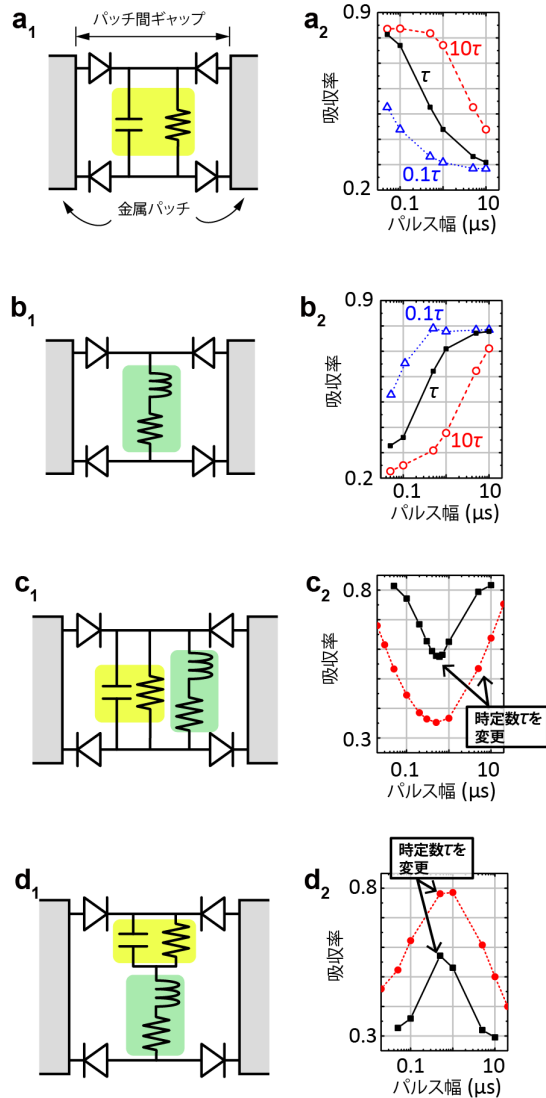 a1
パッチ間ギャップ
金属パッチ
a2
0.9
吸収率
0.2
10τ
τ
0.1τ
0.1 1 10
パルス幅 (μs)
b1
b2
0.9
吸収率
0.2
0.1τ
τ
10τ
0.1 1 10
パルス幅 (μs)
c1
c2
0.8
吸収率
0.3
時定数τを
変更
0.1 1 10
パルス幅 (μs)
d1
時定数τを
変更
d2
0.8
吸収率
0.3
0.1 1 10
パルス幅 (μs)